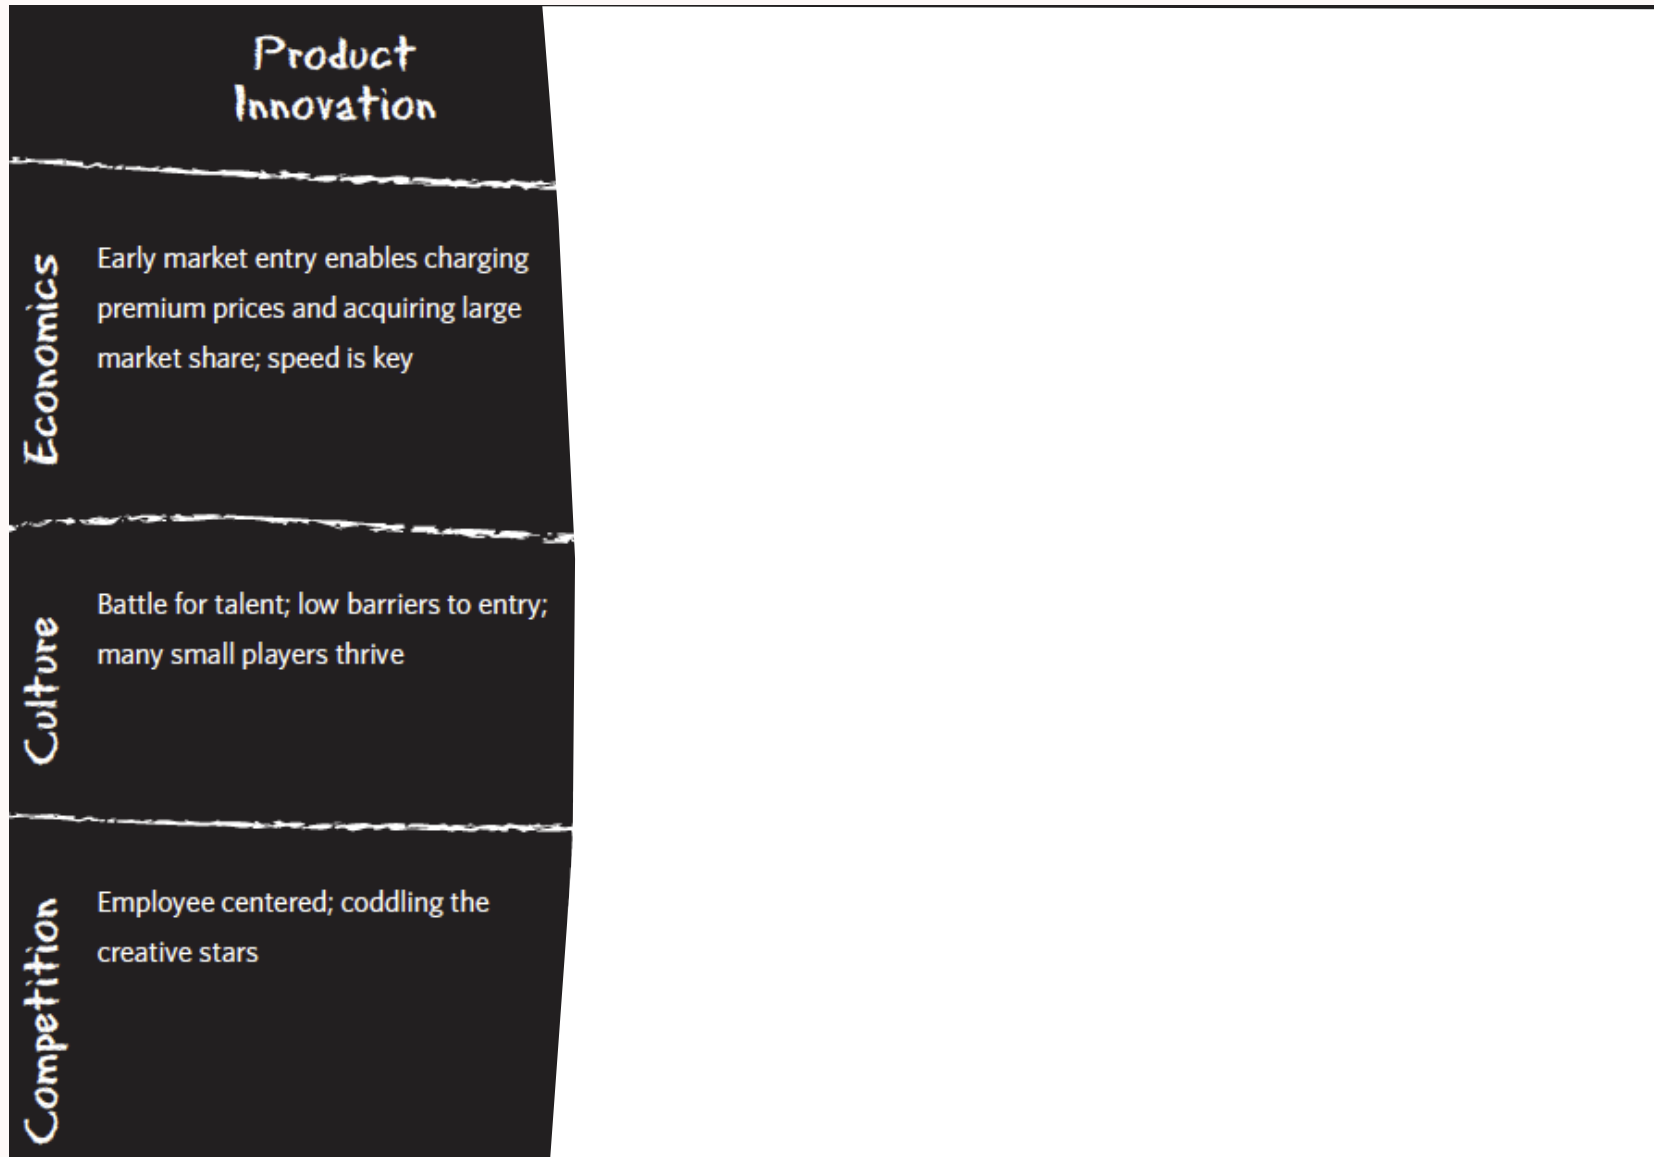 Product
Innovation
Economics
Early market entry enables charging
premium prices and acquiring large
market share; speed is key
Culture
Battle for talent; low barriers to entry;
many small players thrive
Competition
Employee centered; coddling the
creative stars